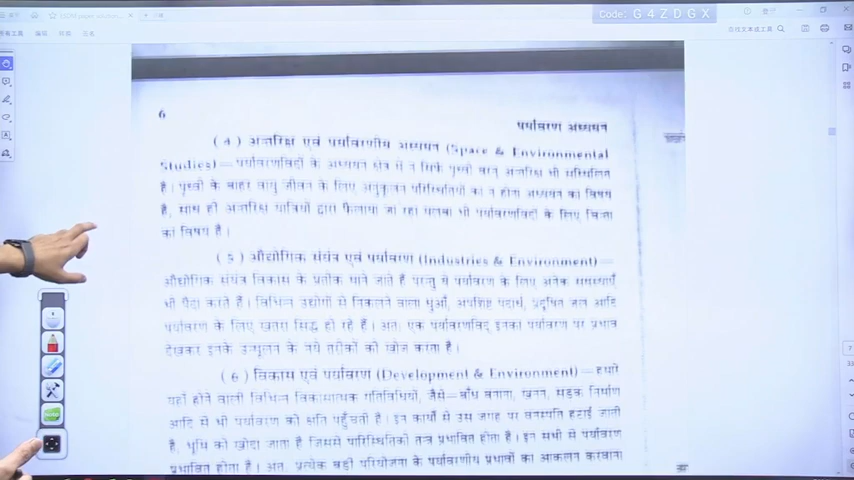 Code: G 4 Z D G X
6
पर्यावरण अध्ययन
( 4 ) अन्तरिक्ष एवं पर्यावरणीय अध्ययन (Space & Environmental
Studies)— पर्यावरणविदों के अध्ययन क्षेत्र में न सिर्फ पृथ्वी वरन् अन्तरिक्ष भी सम्मिलित
है। पृथ्वी के बाहर वायु जीवन के लिए अनुकूलन परिस्थितियों का न होना अध्ययन का विषय
है, साथ ही अन्तरिक्ष यात्रियों द्वारा फैलाया जा रहा मलबा भी पर्यावरणविदों के लिए चिन्ता
का विषय है।
( 5 ) औद्योगिक संयंत्र एवं पर्यावरण (Industries & Environment)—
औद्योगिक संयंत्र विकास के प्रतीक माने जाते हैं परन्तु ये पर्यावरण के लिए अनेक समस्याएँ
भी पैदा करते हैं। विभिन्न उद्योगों से निकलने वाला धुआँ, अपशिष्ट पदार्थ, प्रदूषित जल आदि
पर्यावरण के लिए खतरा सिद्ध हो रहे हैं। अतः एक पर्यावरणविद् इनका पर्यावरण पर प्रभाव
देखकर इनके उन्मूलन के नये तरीकों को खोज करता है।
( 6 ) विकास एवं पर्यावरण (Development & Environment)—हमारे
यहाँ होने वाली विभिन्न विकासात्मक गतिविधियों, जैसे—बाँध बनाना, खनन, सड़क निर्माण
आदि से भी पर्यावरण को क्षति पहुँचती है। इन कार्यों से उस जगह पर वनस्पति हटाई जाती
है, भूमि को खोदा जाता है जिससे पारिस्थितिकी तन्त्र प्रभावित होता है। इन सभी से पर्यावरण
प्रभावित होता है। अतः प्रत्येक बड़ी परियोजना के पर्यावरणीय प्रभावों का आकलन करवाना